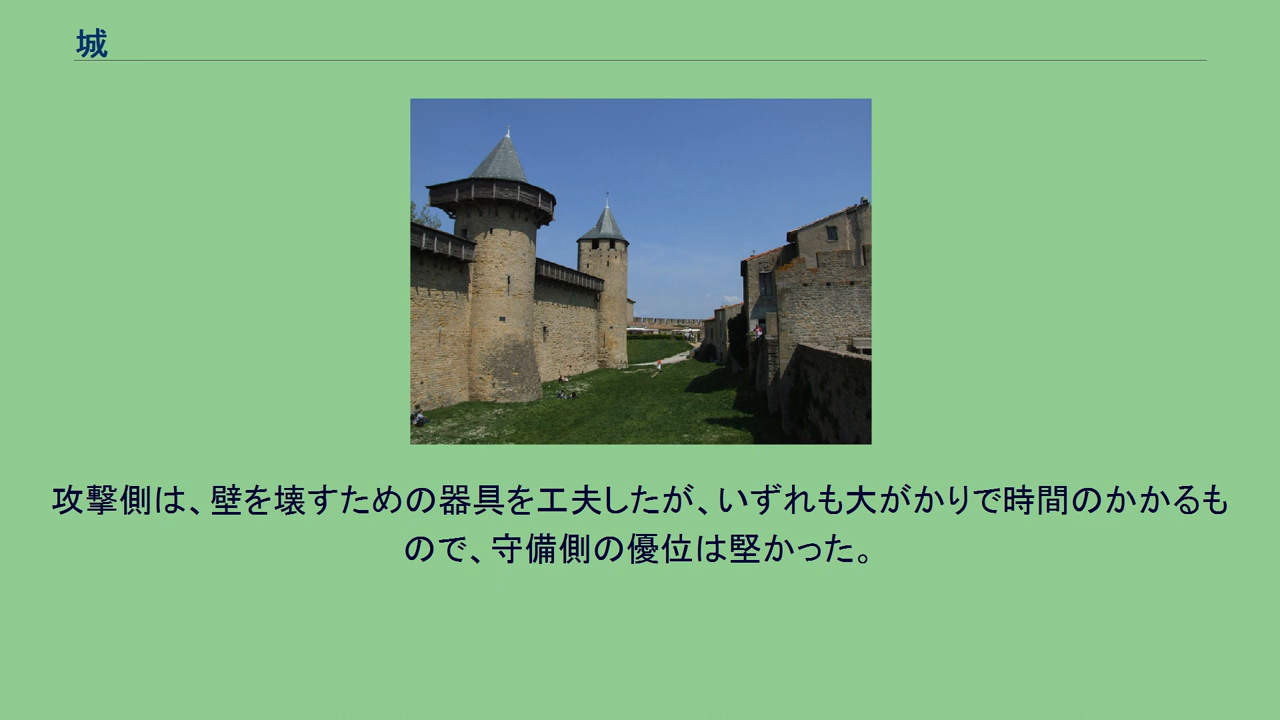 城
攻撃側は、壁を壊すための器具を工夫したが、いずれも大がかりで時間のかかるも
ので、守備側の優位は堅かった。